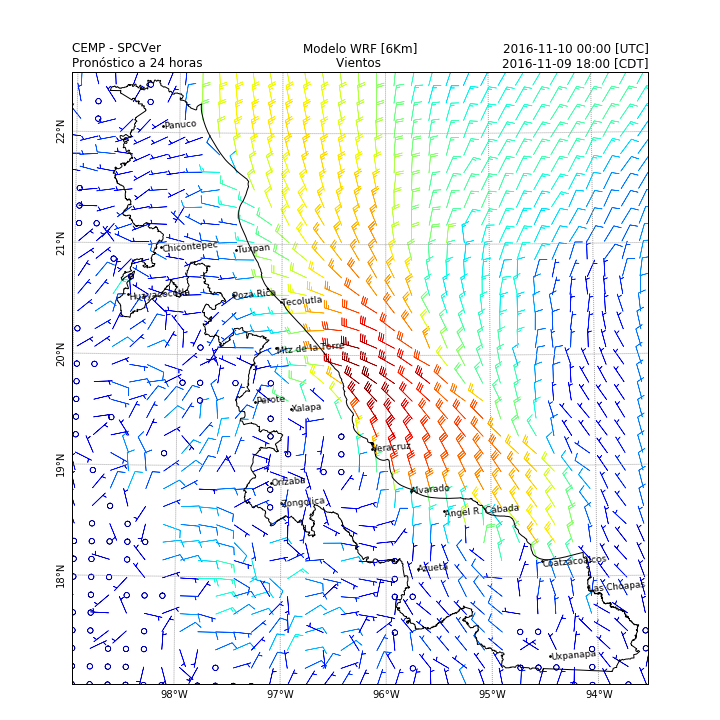 CEMP - SPCVer Modelo WRF [6Km] 2016-11-10 00:00 [UTC]
Pronóstico a 24 horas Vientos 2016-11-09 18:00 [CDT]
22°N
Panuco
21°N
Chicontepec
Tuxpan
Huayacocotla
Poza Rica
Tecolutla
20°N
Mtz de la Torre
Perote
Xalapa
Veracruz
19°N
Orizaba
Alvarado
Zongolica
Angel R. Cabada
18°N
Azueta
Coatzacoalcos
Las Choapas
Uxpanapa
98°W 97°W 96°W 95°W 94°W